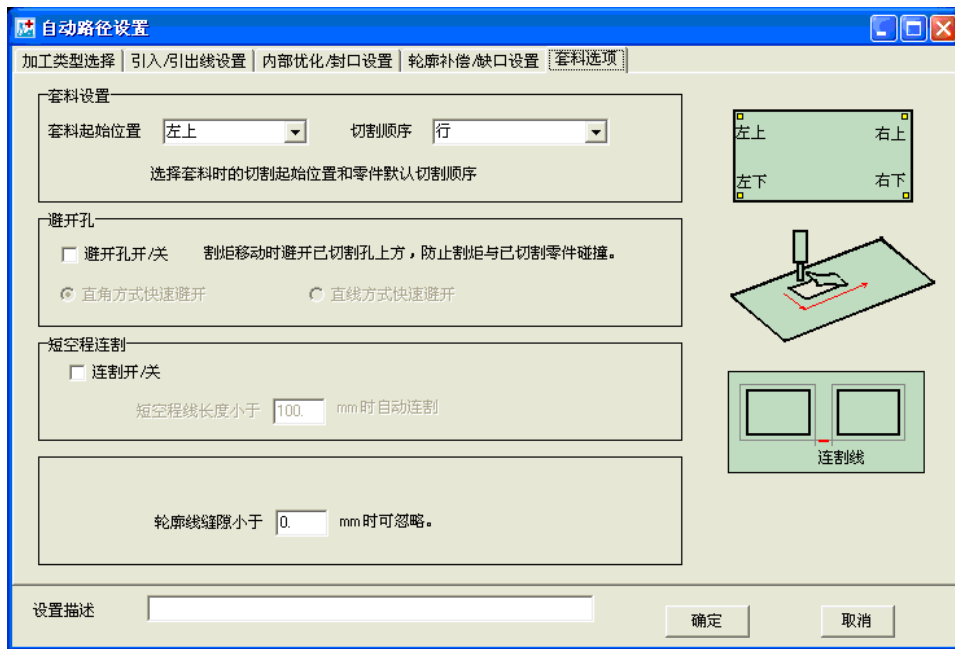 自动路径设置
加工类型选择 引入/引出线设置 内部优化/封口设置 轮廓补偿/缺口设置 套料选项
套料设置
套料起始位置 左上 切割顺序 行
选择套料时的切割起始位置和零件默认切割顺序
左上 右上
左下 右下
避开孔
避开孔开/关 割炬移动时避开已切割孔上方，防止割炬与已切割零件碰撞。
直角方式快速避开 直线方式快速避开
短空程连割
连割开/关
短空程线长度小于 100. mm时自动连割
连割线
轮廓线缝隙小于 0. mm时可忽略。
设置描述 确定 取消